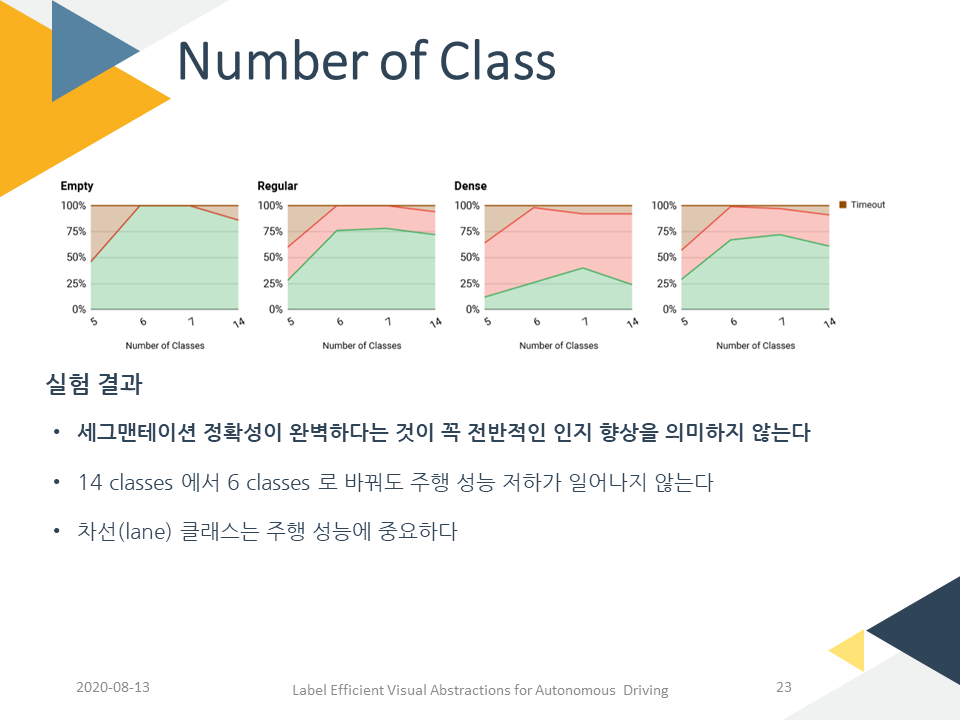 Number of Class
Empty
Regular
Dense
100% 100% 100% 100%
75% 75% 75% 75%
50% 50% 50% 50%
25% 25% 25% 25%
0% 0% 0% 0%
5 6 7 14 5 6 7 14 5 6 7 14 5 6 7 14
Number of Classes Number of Classes Number of Classes Number of Classes
Timeout
실험 결과
• 세그맨테이션 정확성이 완벽하다는 것이 꼭 전반적인 인지 향상을 의미하지 않는다
• 14 classes 에서 6 classes 로 바꿔도 주행 성능 저하가 일어나지 않는다
• 차선(lane) 클래스는 주행 성능에 중요하다
2020-08-13
Label Efficient Visual Abstractions for Autonomous Driving
23